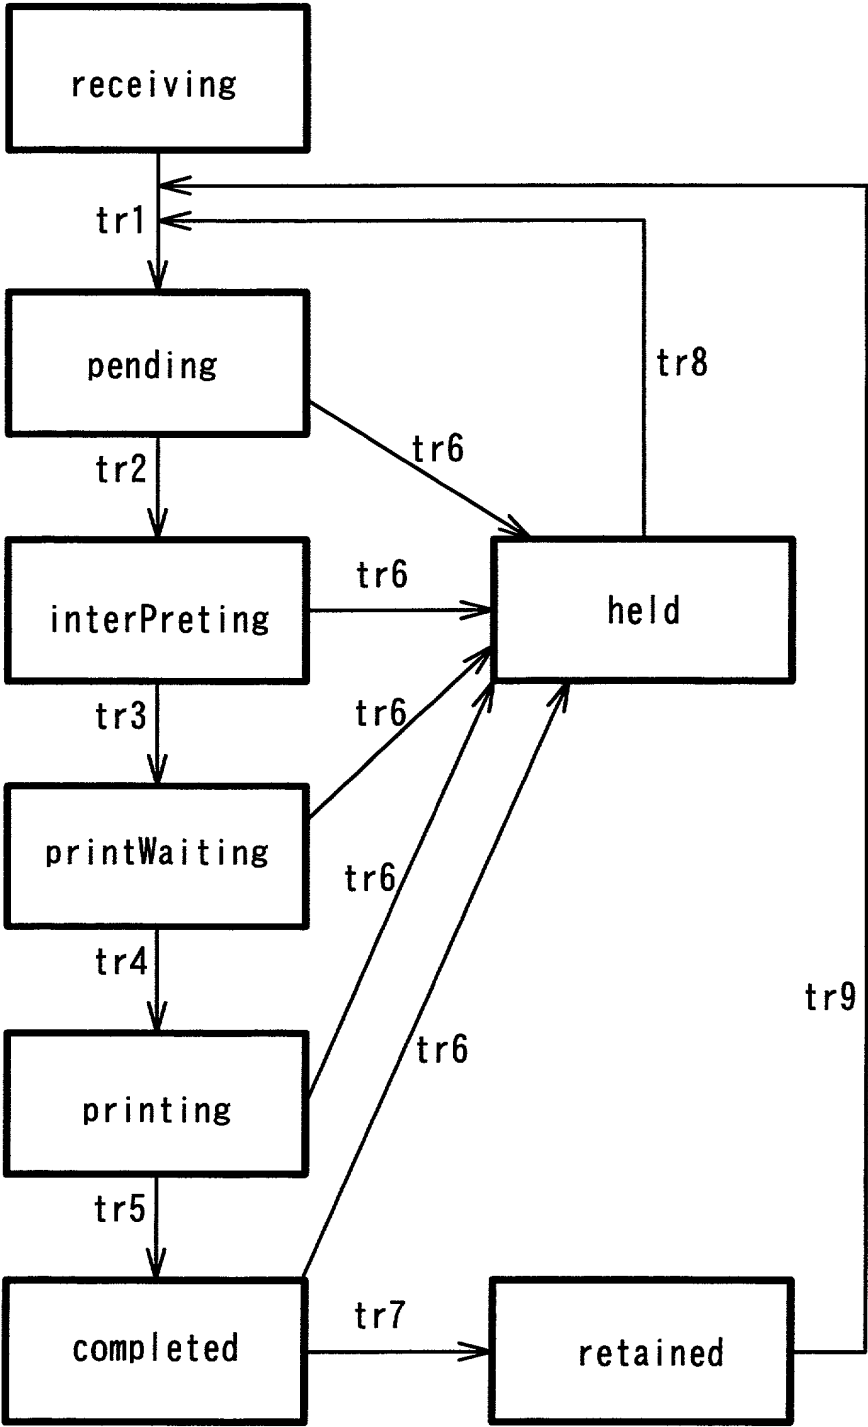 receiving
tr1
pending
tr8
tr6
tr2
tr6
interPreting
held
tr3
tr6
printWaiting
tr6
tr4
tr9
tr6
printing
tr5
tr7
completed
retained